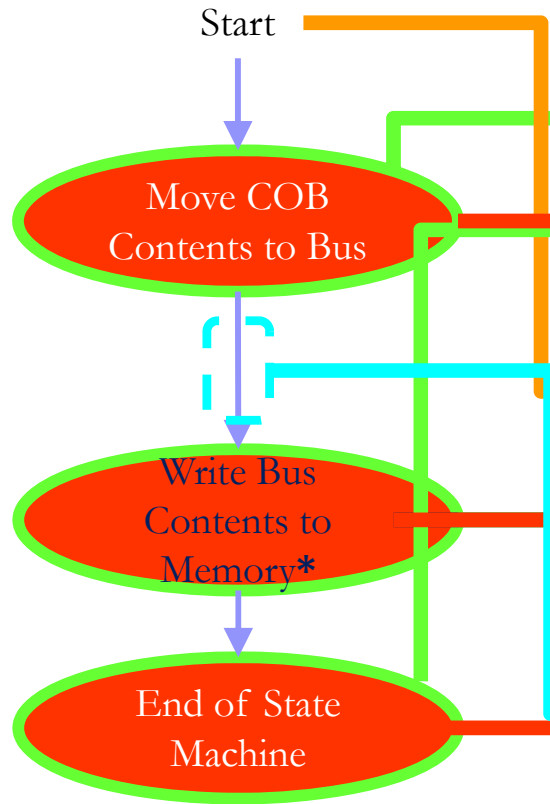 Start
Move COB
Contents to Bus
Write Bus
Contents to
Memory*
End of State
Machine